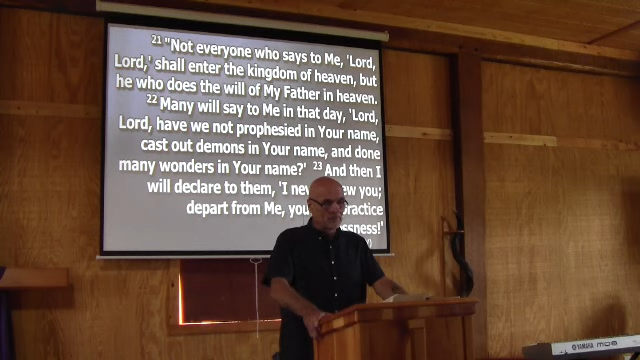 21 "Not everyone who says to Me, 'Lord,
Lord,' shall enter the kingdom of heaven, but
he who does the will of My Father in heaven.
22 Many will say to Me in that day, 'Lord,
Lord, have we not prophesied in Your name,
cast out demons in Your name, and done
many wonders in Your name?' 23 And then I
will declare to them, 'I
depart from Me,
YAMAHA MO8